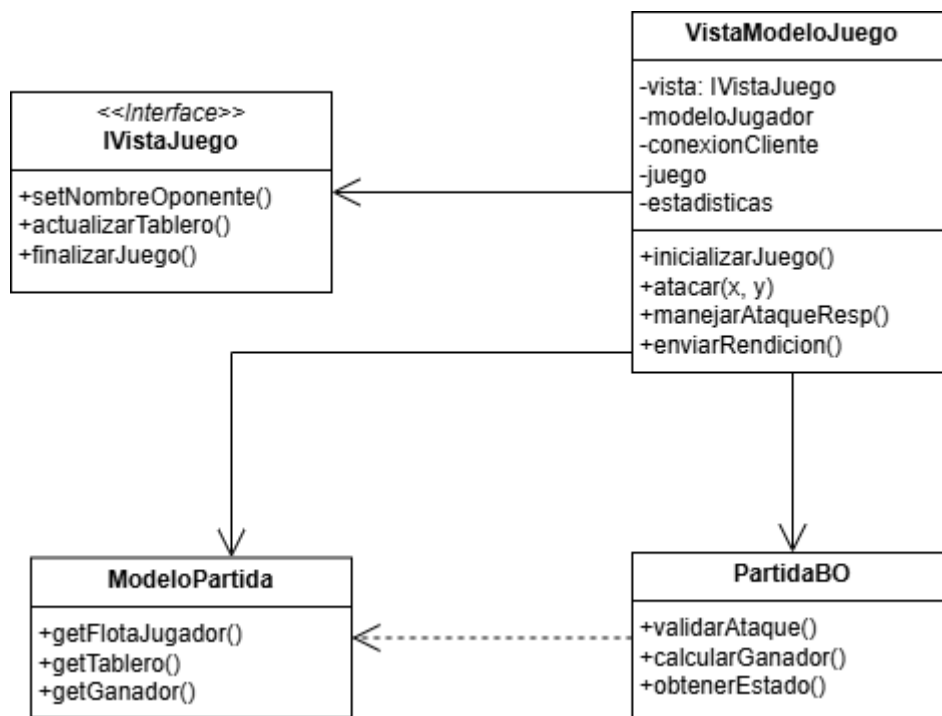 VistaModeloJuego
-vista: IVistaJuego
-modeloJugador
-conexionCliente
-juego
-estadisticas
+inicializarJuego()
+atacar(x, y)
+manejarAtaqueResp()
+enviarRendicion()
<<Interface>>
IVistaJuego
+setNombreOponente()
+actualizarTablero()
+finalizarJuego()
ModeloPartida
+getFlotaJugador()
+getTablero()
+getGanador()
PartidaBO
+validarAtaque()
+calcularGanador()
+obtenerEstado()